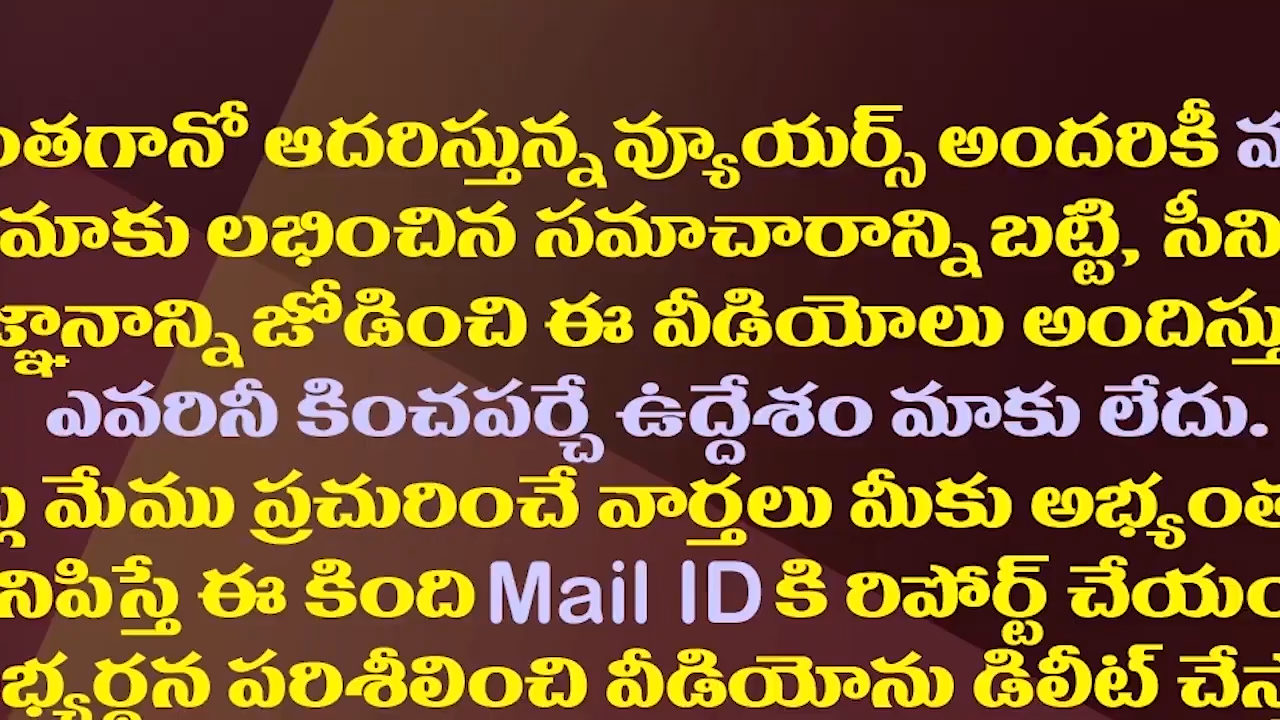 ంతగానో ఆదరిస్తున్న వ్యూయర్స్ అందరికీ
మాకు లభించిన సమాచారాన్ని బట్టి, సీని
జ్ఞానాన్ని జోడించి ఈ వీడియోలు అందిస్తు
ఎవరినీ కించపర్చే ఉద్దేశం మాకు లేదు.
మేము ప్రచురించే వార్తలు మీకు అభ్యంత
నిపిస్తే ఈ కింది Mail ID కి రిపోర్ట్ చేయం
భ్యర్థన పరిశీలించి వీడియోను డిలీట్ చేస